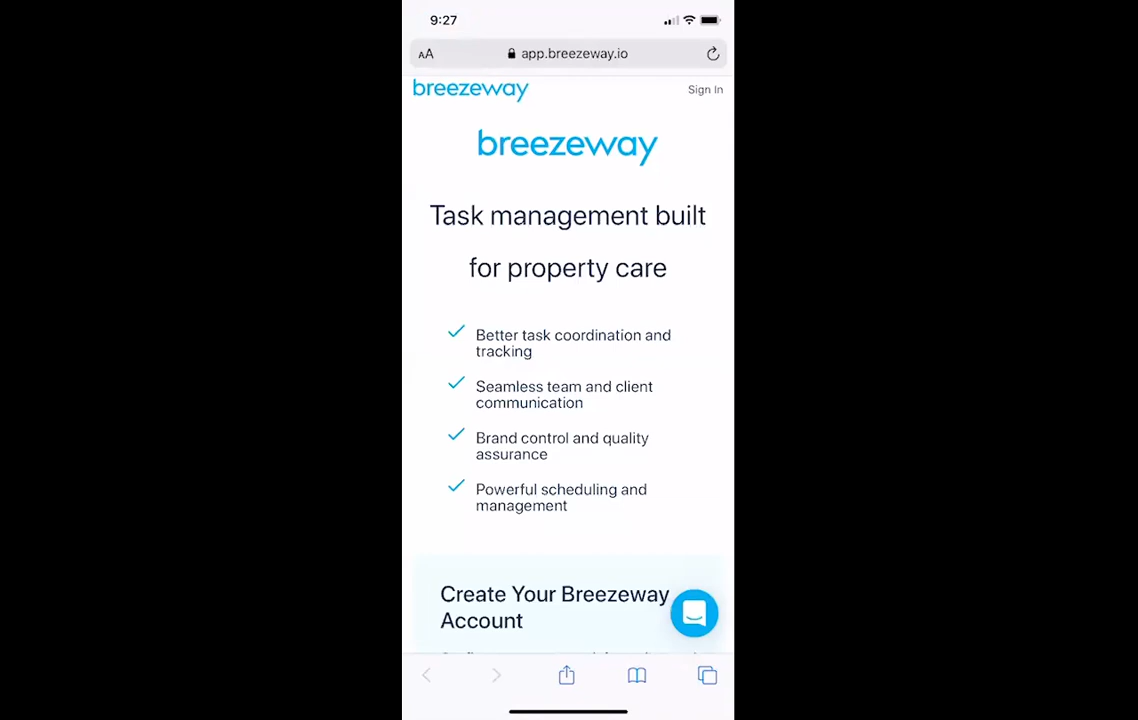 9:27
AA app.breezeway.io
breezeway Sign In
breezeway
Task management built
for property care
Better task coordination and
tracking
Seamless team and client
communication
Brand control and quality
assurance
Powerful scheduling and
management
Create Your Breezeway
Account